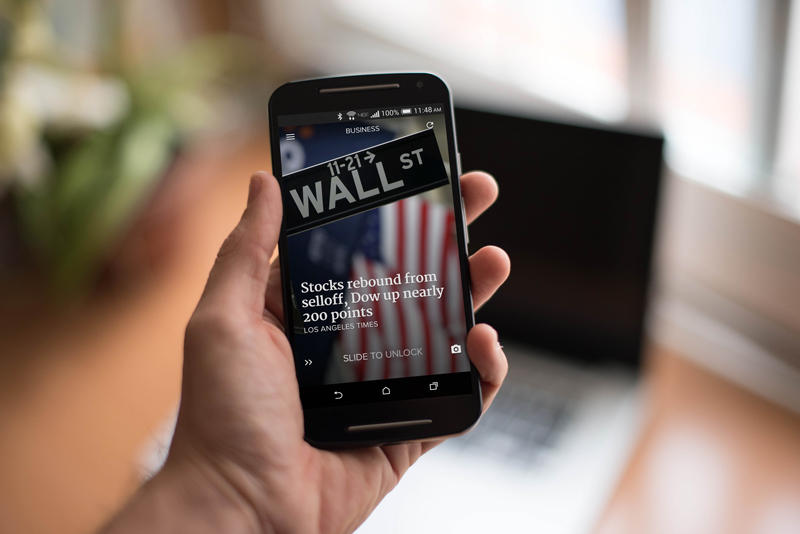 100% 11:48 AM
BUSINESS
11-21→
WALL ST
Stocks rebound from
selloff, Dow up nearly
200 points
LOS ANGELES TIMES
SLIDE TO UNLOCK